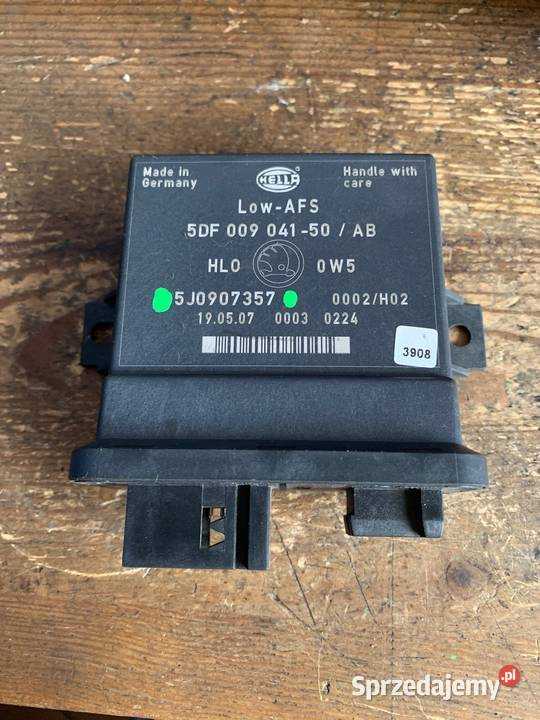 Made in
Germany
HELLA
Handle with
care
Low-AFS
5DF 009 041-50 / AB
HL0 0W5
5J0907357 0002/H02
19.05.07 0003 0224
3908
Sprzedajemy.pl